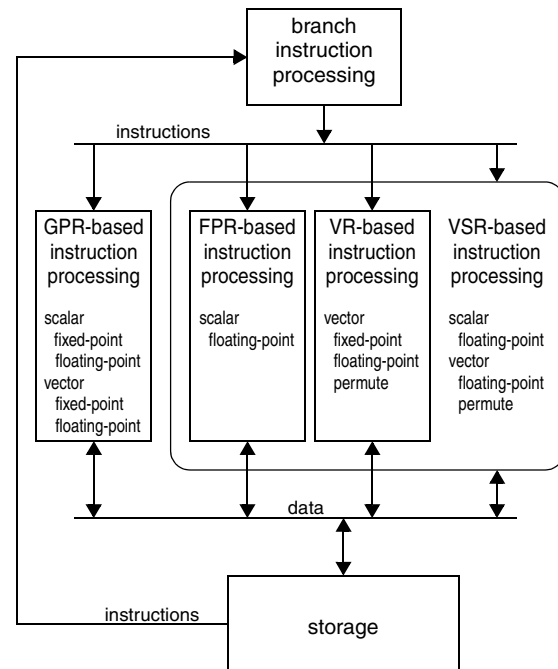 branch
instruction
processing
instructions
GPR-based
instruction
processing
scalar
fixed-point
floating-point
vector
fixed-point
floating-point
FPR-based
instruction
processing
scalar
floating-point
VR-based
instruction
processing
vector
fixed-point
floating-point
permute
VSR-based
instruction
processing
scalar
floating-point
vector
floating-point
permute
data
instructions
storage